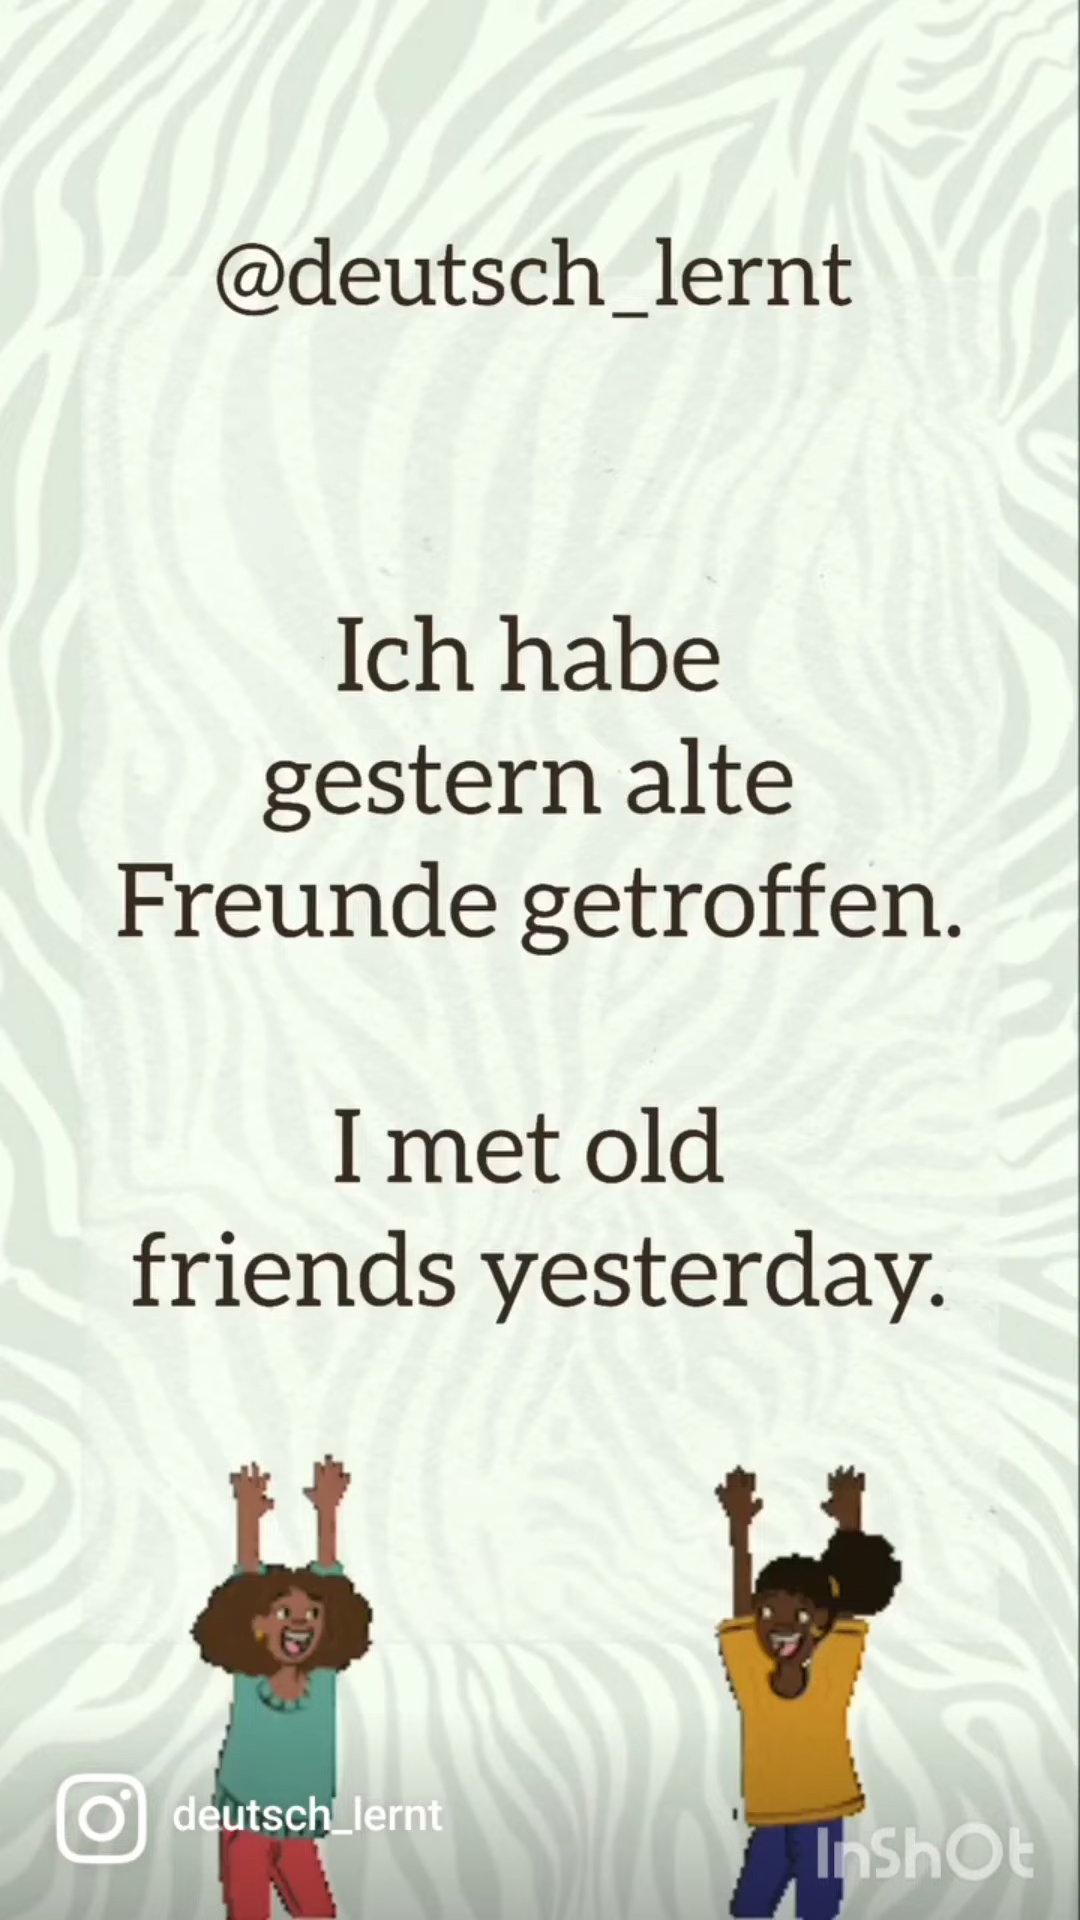 @deutsch_lernt
Ich habe
gestern alte
Freunde getroffen.
I met old
friends yesterday.
deutsch_lernt
InShOt